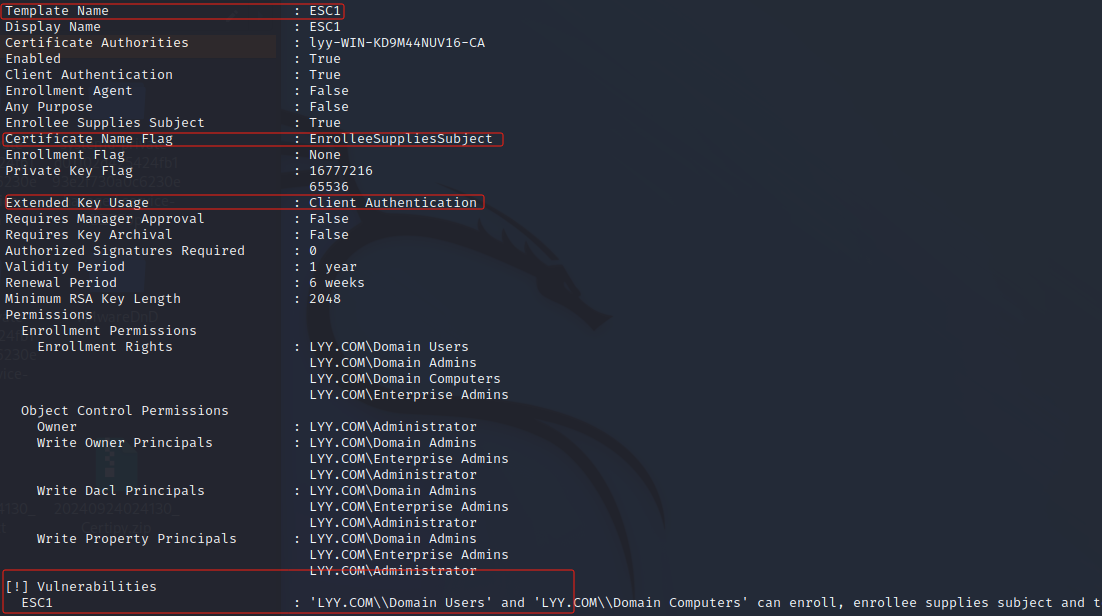 Template Name : ESC1
Display Name : ESC1
Certificate Authorities : lyy-WIN-KD9M44NUV16-CA
Enabled : True
Client Authentication : True
Enrollment Agent : False
Any Purpose : False
Enrollee Supplies Subject : True
Certificate Name Flag : EnrolleeSuppliesSubject
Enrollment Flag : None
Private Key Flag : 16777216
65536
Extended Key Usage : Client Authentication
Requires Manager Approval : False
Requires Key Archival : False
Authorized Signatures Required : 0
Validity Period : 1 year
Renewal Period : 6 weeks
Minimum RSA Key Length : 2048
Permissions
Enrollment Permissions
Enrollment Rights : LYY.COM\Domain Users
LYY.COM\Domain Admins
LYY.COM\Domain Computers
LYY.COM\Enterprise Admins
Object Control Permissions
Owner : LYY.COM\Administrator
Write Owner Principals : LYY.COM\Domain Admins
LYY.COM\Enterprise Admins
LYY.COM\Administrator
Write Dacl Principals : LYY.COM\Domain Admins
LYY.COM\Enterprise Admins
LYY.COM\Administrator
Write Property Principals : LYY.COM\Domain Admins
LYY.COM\Enterprise Admins
LYY.COM\Administrator
[!] Vulnerabilities
ESC1 : 'LYY.COM\\Domain Users' and 'LYY.COM\\Domain Computers' can enroll, enrollee supplies subject and t